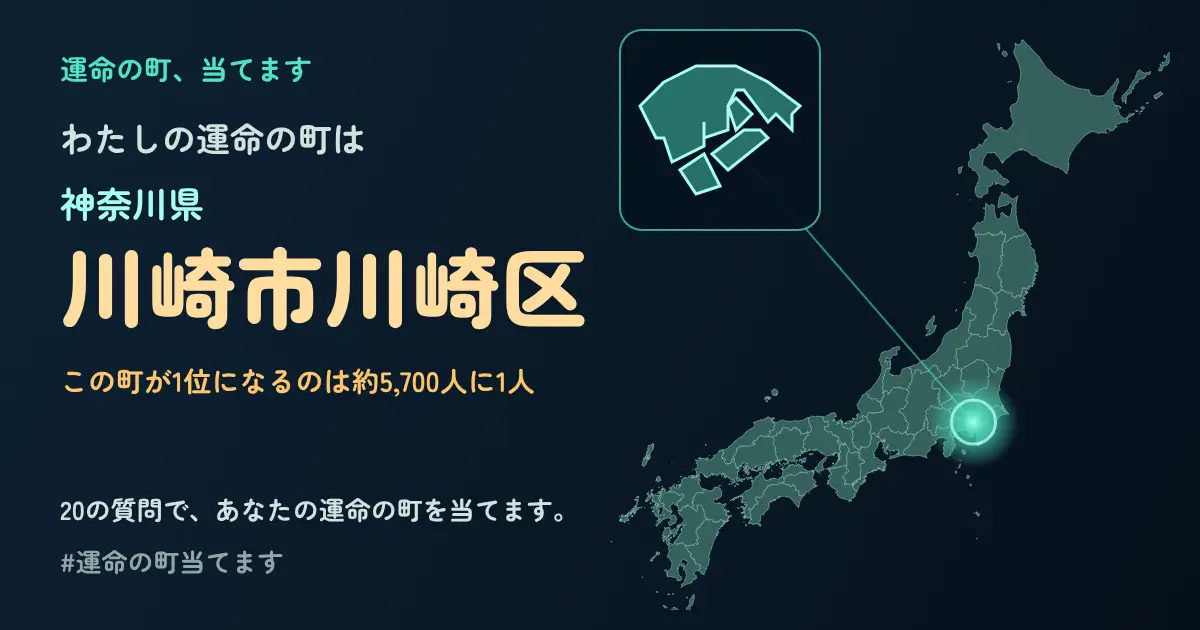 運命の町、当てます
わたしの運命の町は
神奈川県
川崎市川崎区
この町が1位になるのは約5,700人に1人
20の質問で、あなたの運命の町を当てます。
#運命の町当てます